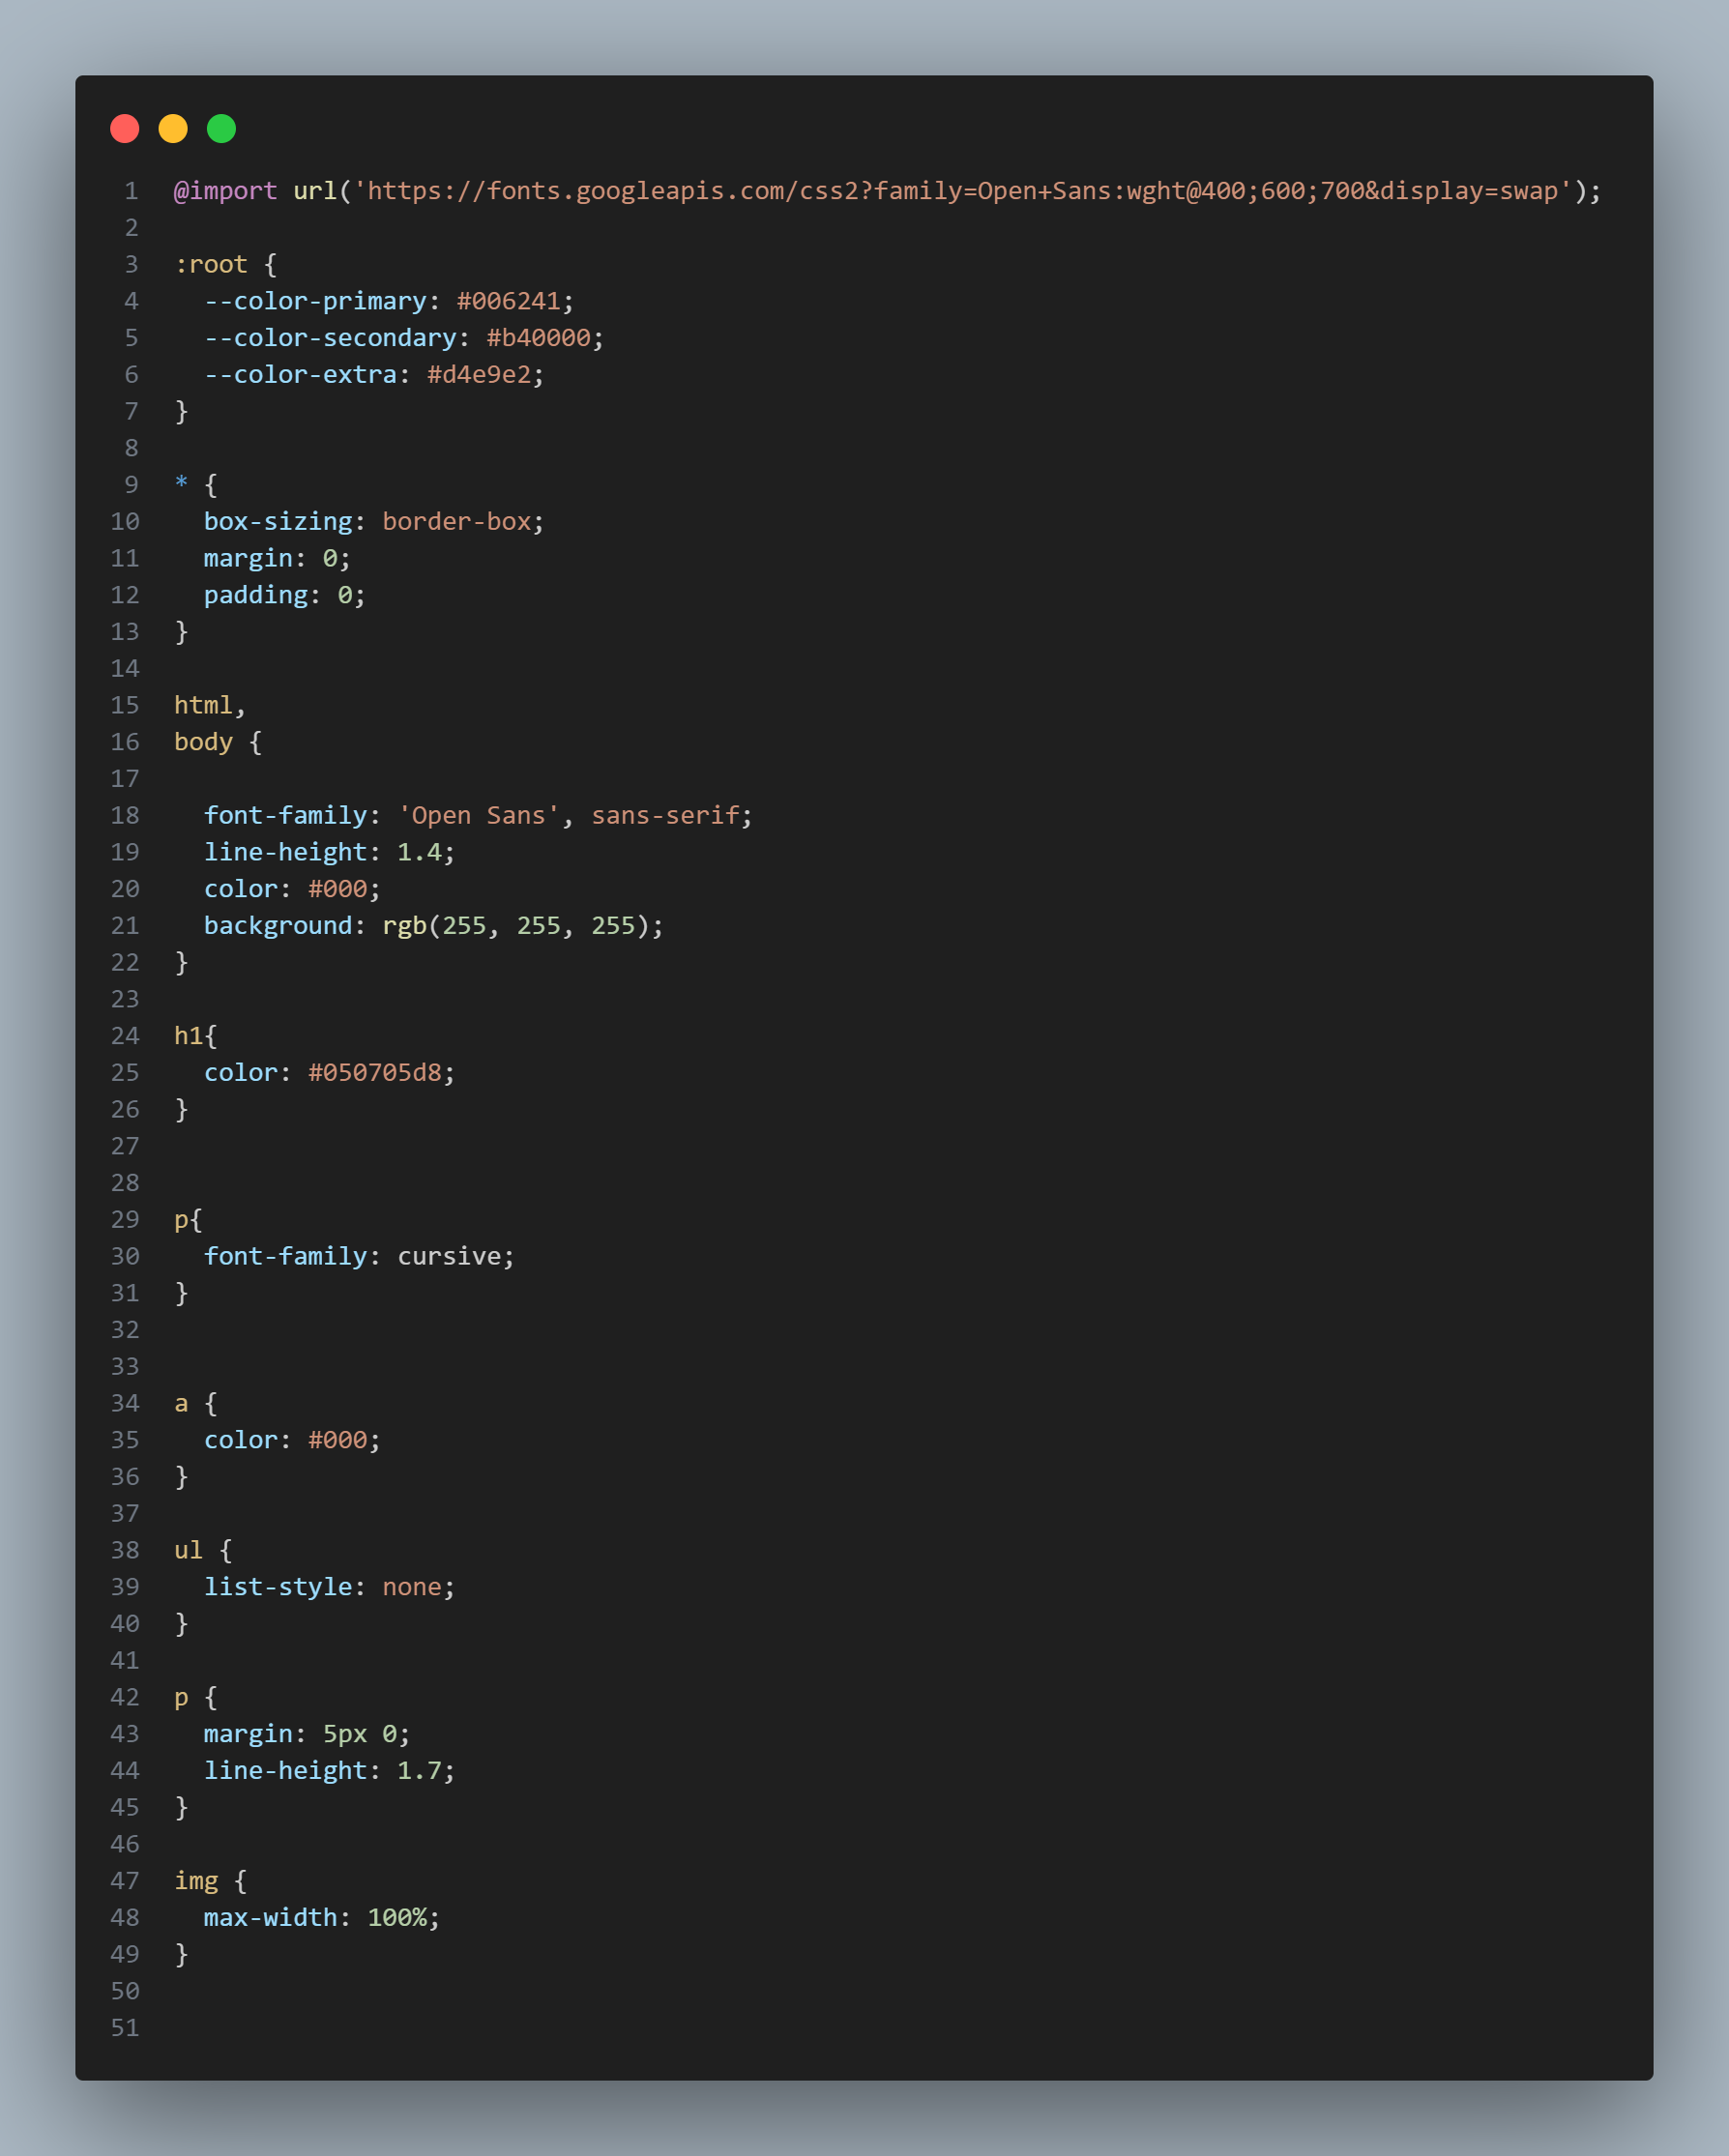 1 @import url('https://fonts.googleapis.com/css2?family=Open+Sans:wght@400;600;700&display=swap');
2
3 :root {
4   --color-primary: #006241;
5   --color-secondary: #b40000;
6   --color-extra: #d4e9e2;
7 }
8
9 * {
10   box-sizing: border-box;
11   margin: 0;
12   padding: 0;
13 }
14
15 html,
16 body {
17
18   font-family: 'Open Sans', sans-serif;
19   line-height: 1.4;
20   color: #000;
21   background: rgb(255, 255, 255);
22 }
23
24 h1{
25   color: #050705d8;
26 }
27
28
29 p{
30   font-family: cursive;
31 }
32
33
34 a {
35   color: #000;
36 }
37
38 ul {
39   list-style: none;
40 }
41
42 p {
43   margin: 5px 0;
44   line-height: 1.7;
45 }
46
47 img {
48   max-width: 100%;
49 }
50
51